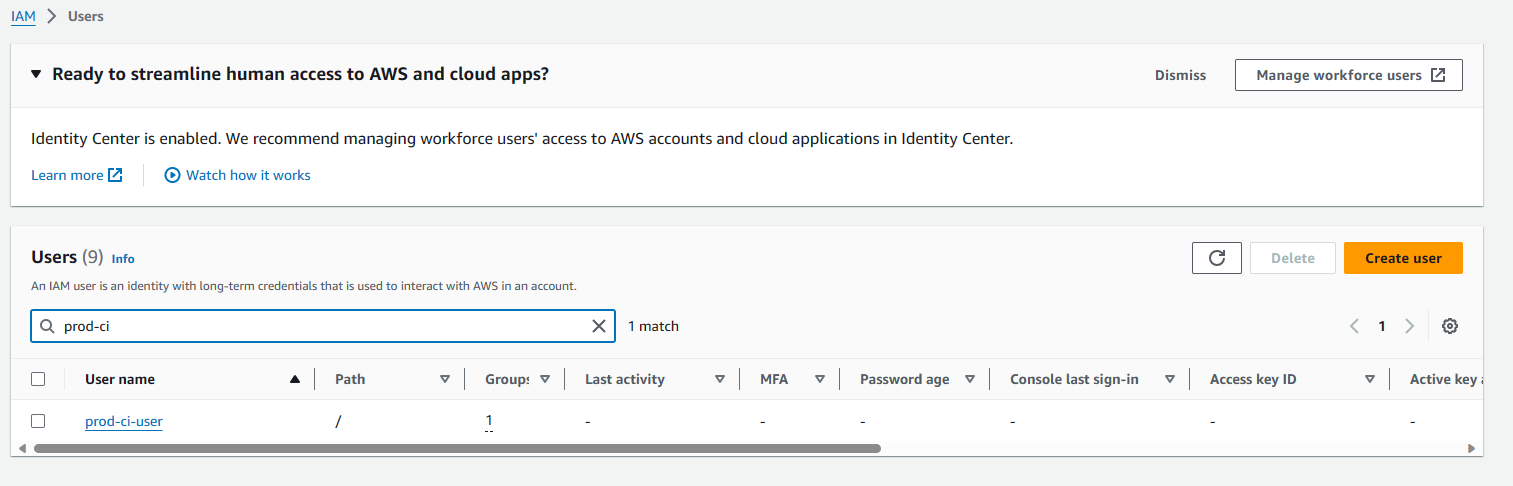 IAM > Users
Ready to streamline human access to AWS and cloud apps? Dismiss Manage workforce users
Identity Center is enabled. We recommend managing workforce users' access to AWS accounts and cloud applications in Identity Center.
Learn more Watch how it works
Users (9) Info Delete Create user
An IAM user is an identity with long-term credentials that is used to interact with AWS in an account.
prod-ci 1 match 1
User name Path Groups Last activity MFA Password age Console last sign-in Access key ID Active key a
prod-ci-user / 1 - - - - - -